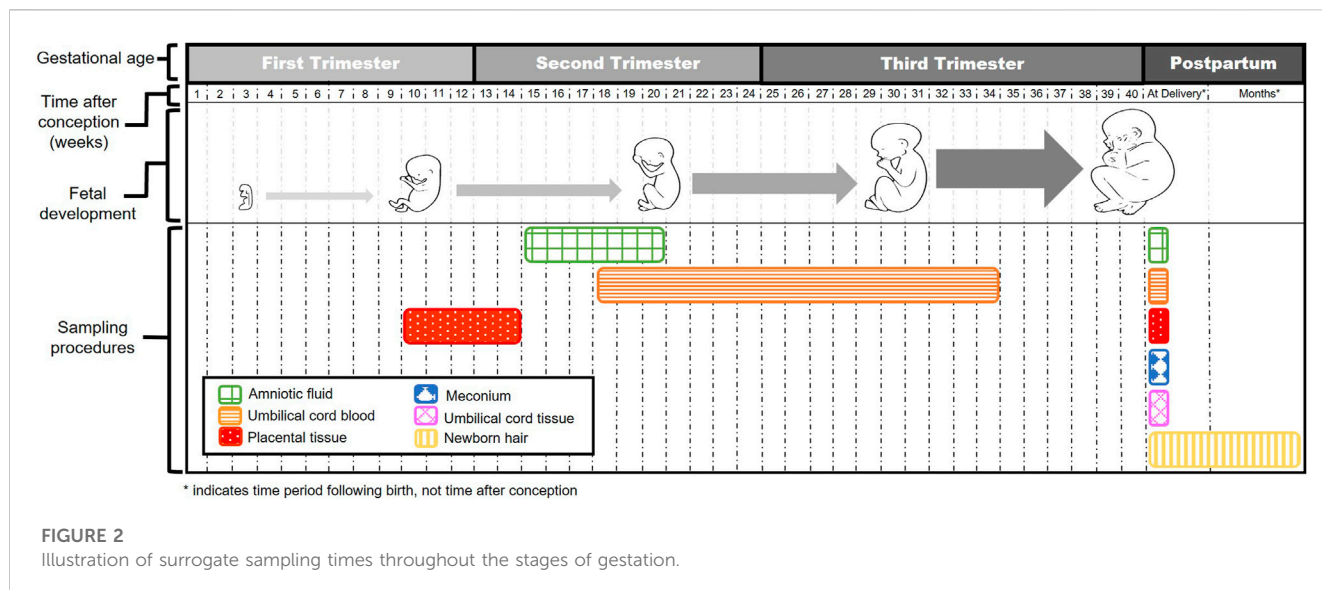 Gestational age
First Trimester
Second Trimester
Third Trimester
Postpartum
Time after
conception
(weeks)
1 2 3 4 5 6 7 8 9 10 11 12 13 14 15 16 17 18 19 20 21 22 23 24 25 26 27 28 29 30 31 32 33 34 35 36 37 38 39 40 At Delivery* Months*
Fetal
development
Sampling
procedures
Amniotic fluid
Umbilical cord blood
Placental tissue
Meconium
Umbilical cord tissue
Newborn hair
* indicates time period following birth, not time after conception
FIGURE 2
Illustration of surrogate sampling times throughout the stages of gestation.